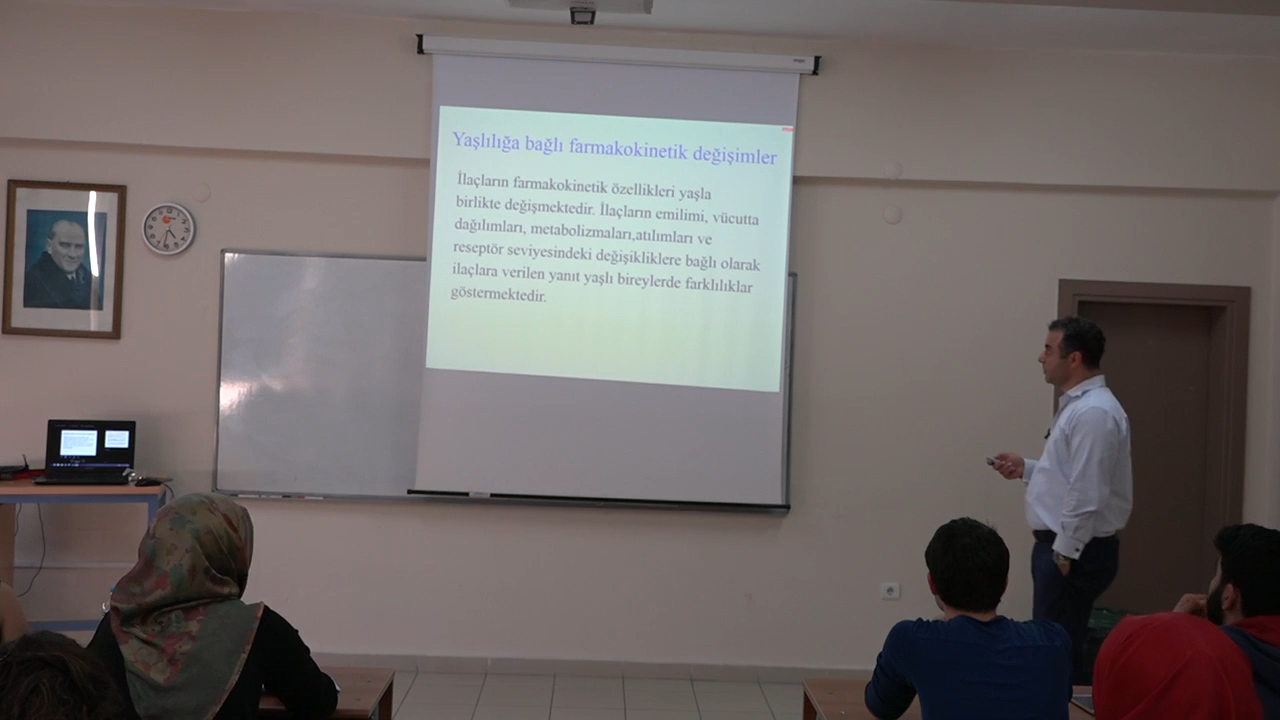 Yaşlılığa bağlı farmakokinetik değişimler
İlaçların farmakokinetik özellikleri yaşla
birlikte değişmektedir. İlaçların emilimi, vücutta
dağılımları, metabolizmaları,atılımları ve
reseptör seviyesindeki değişikliklere bağlı olarak
ilaçlara verilen yanıt yaşlı bireylerde farklılıklar
göstermektedir.